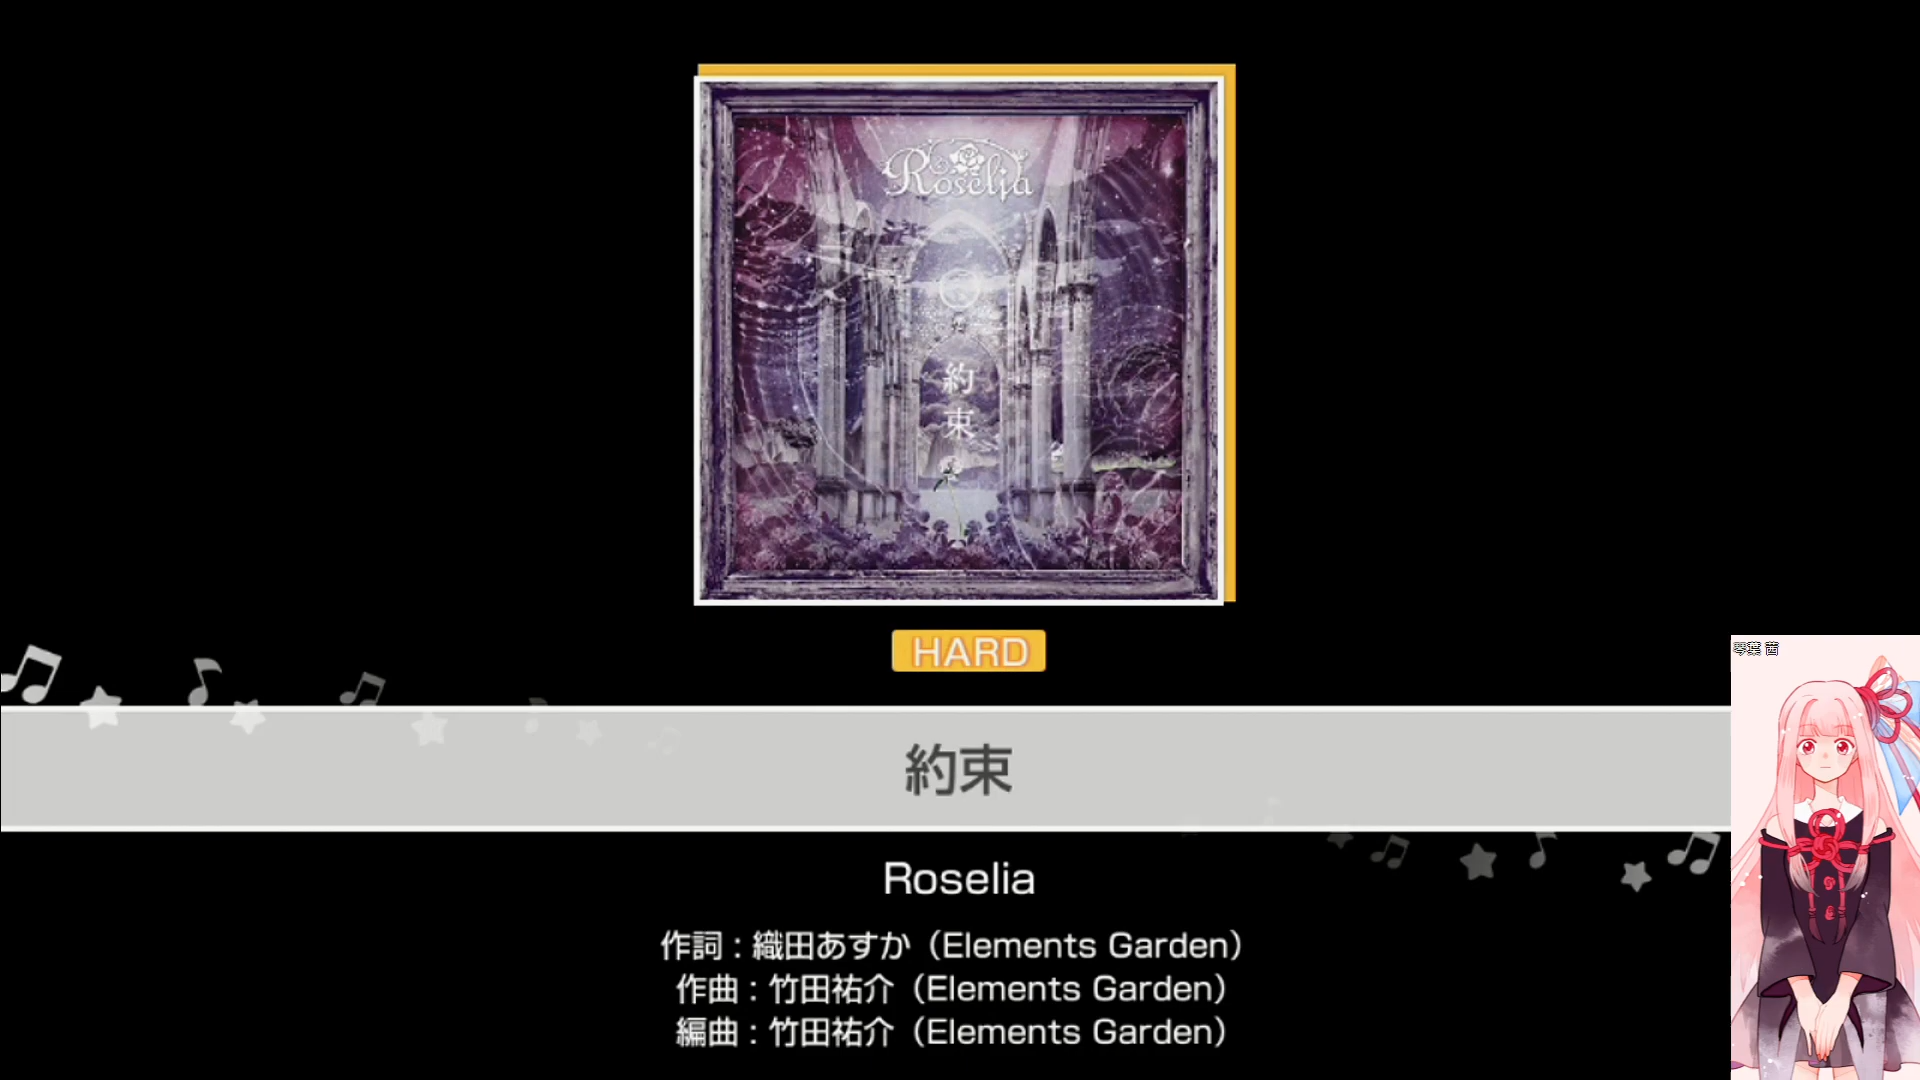 Roselia
約
束
HARD
琴葉 茜
約束
Roselia
作詞：織田あすか（Elements Garden）
作曲：竹田祐介（Elements Garden）
編曲：竹田祐介（Elements Garden）